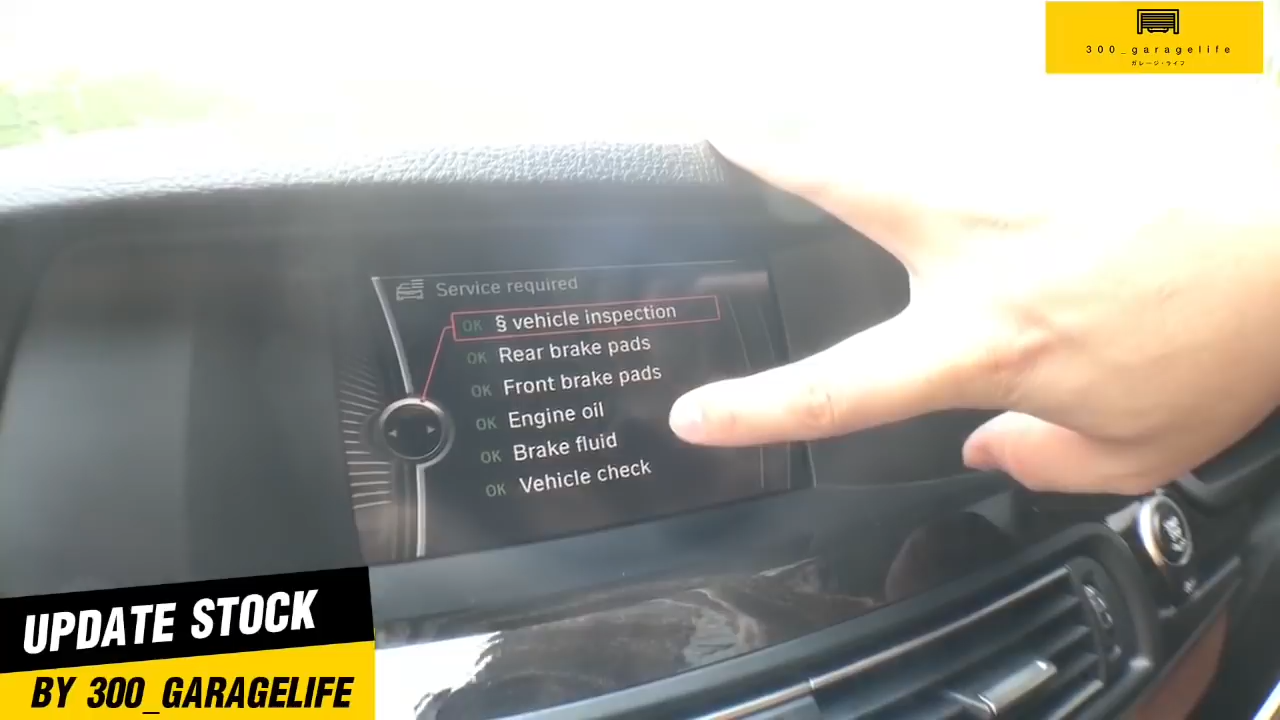 300_garagelife
ガレージ・ライフ
Service required
OK § vehicle inspection
OK Rear brake pads
OK Front brake pads
OK Engine oil
OK Brake fluid
OK Vehicle check
UPDATE STOCK
BY 300_GARAGELIFE